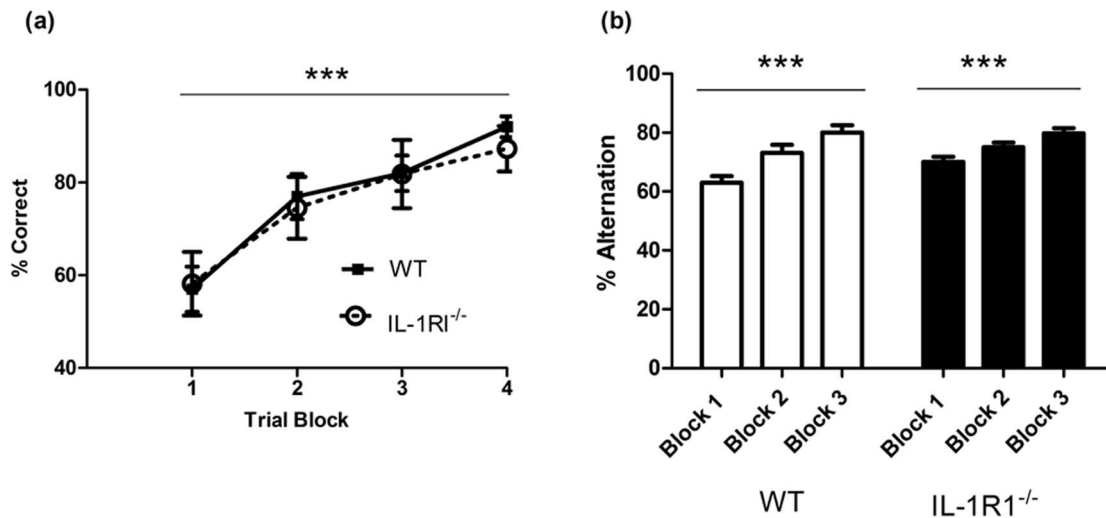 (a)
***
100
80
60
40
% Correct
WT
IL-1RI-/-
1 2 3 4
Trial Block
(b)
*** ***
100
80
60
40
20
0
% Alternation
Block 1 Block 2 Block 3 Block 1 Block 2 Block 3
WT IL-1R1-/-